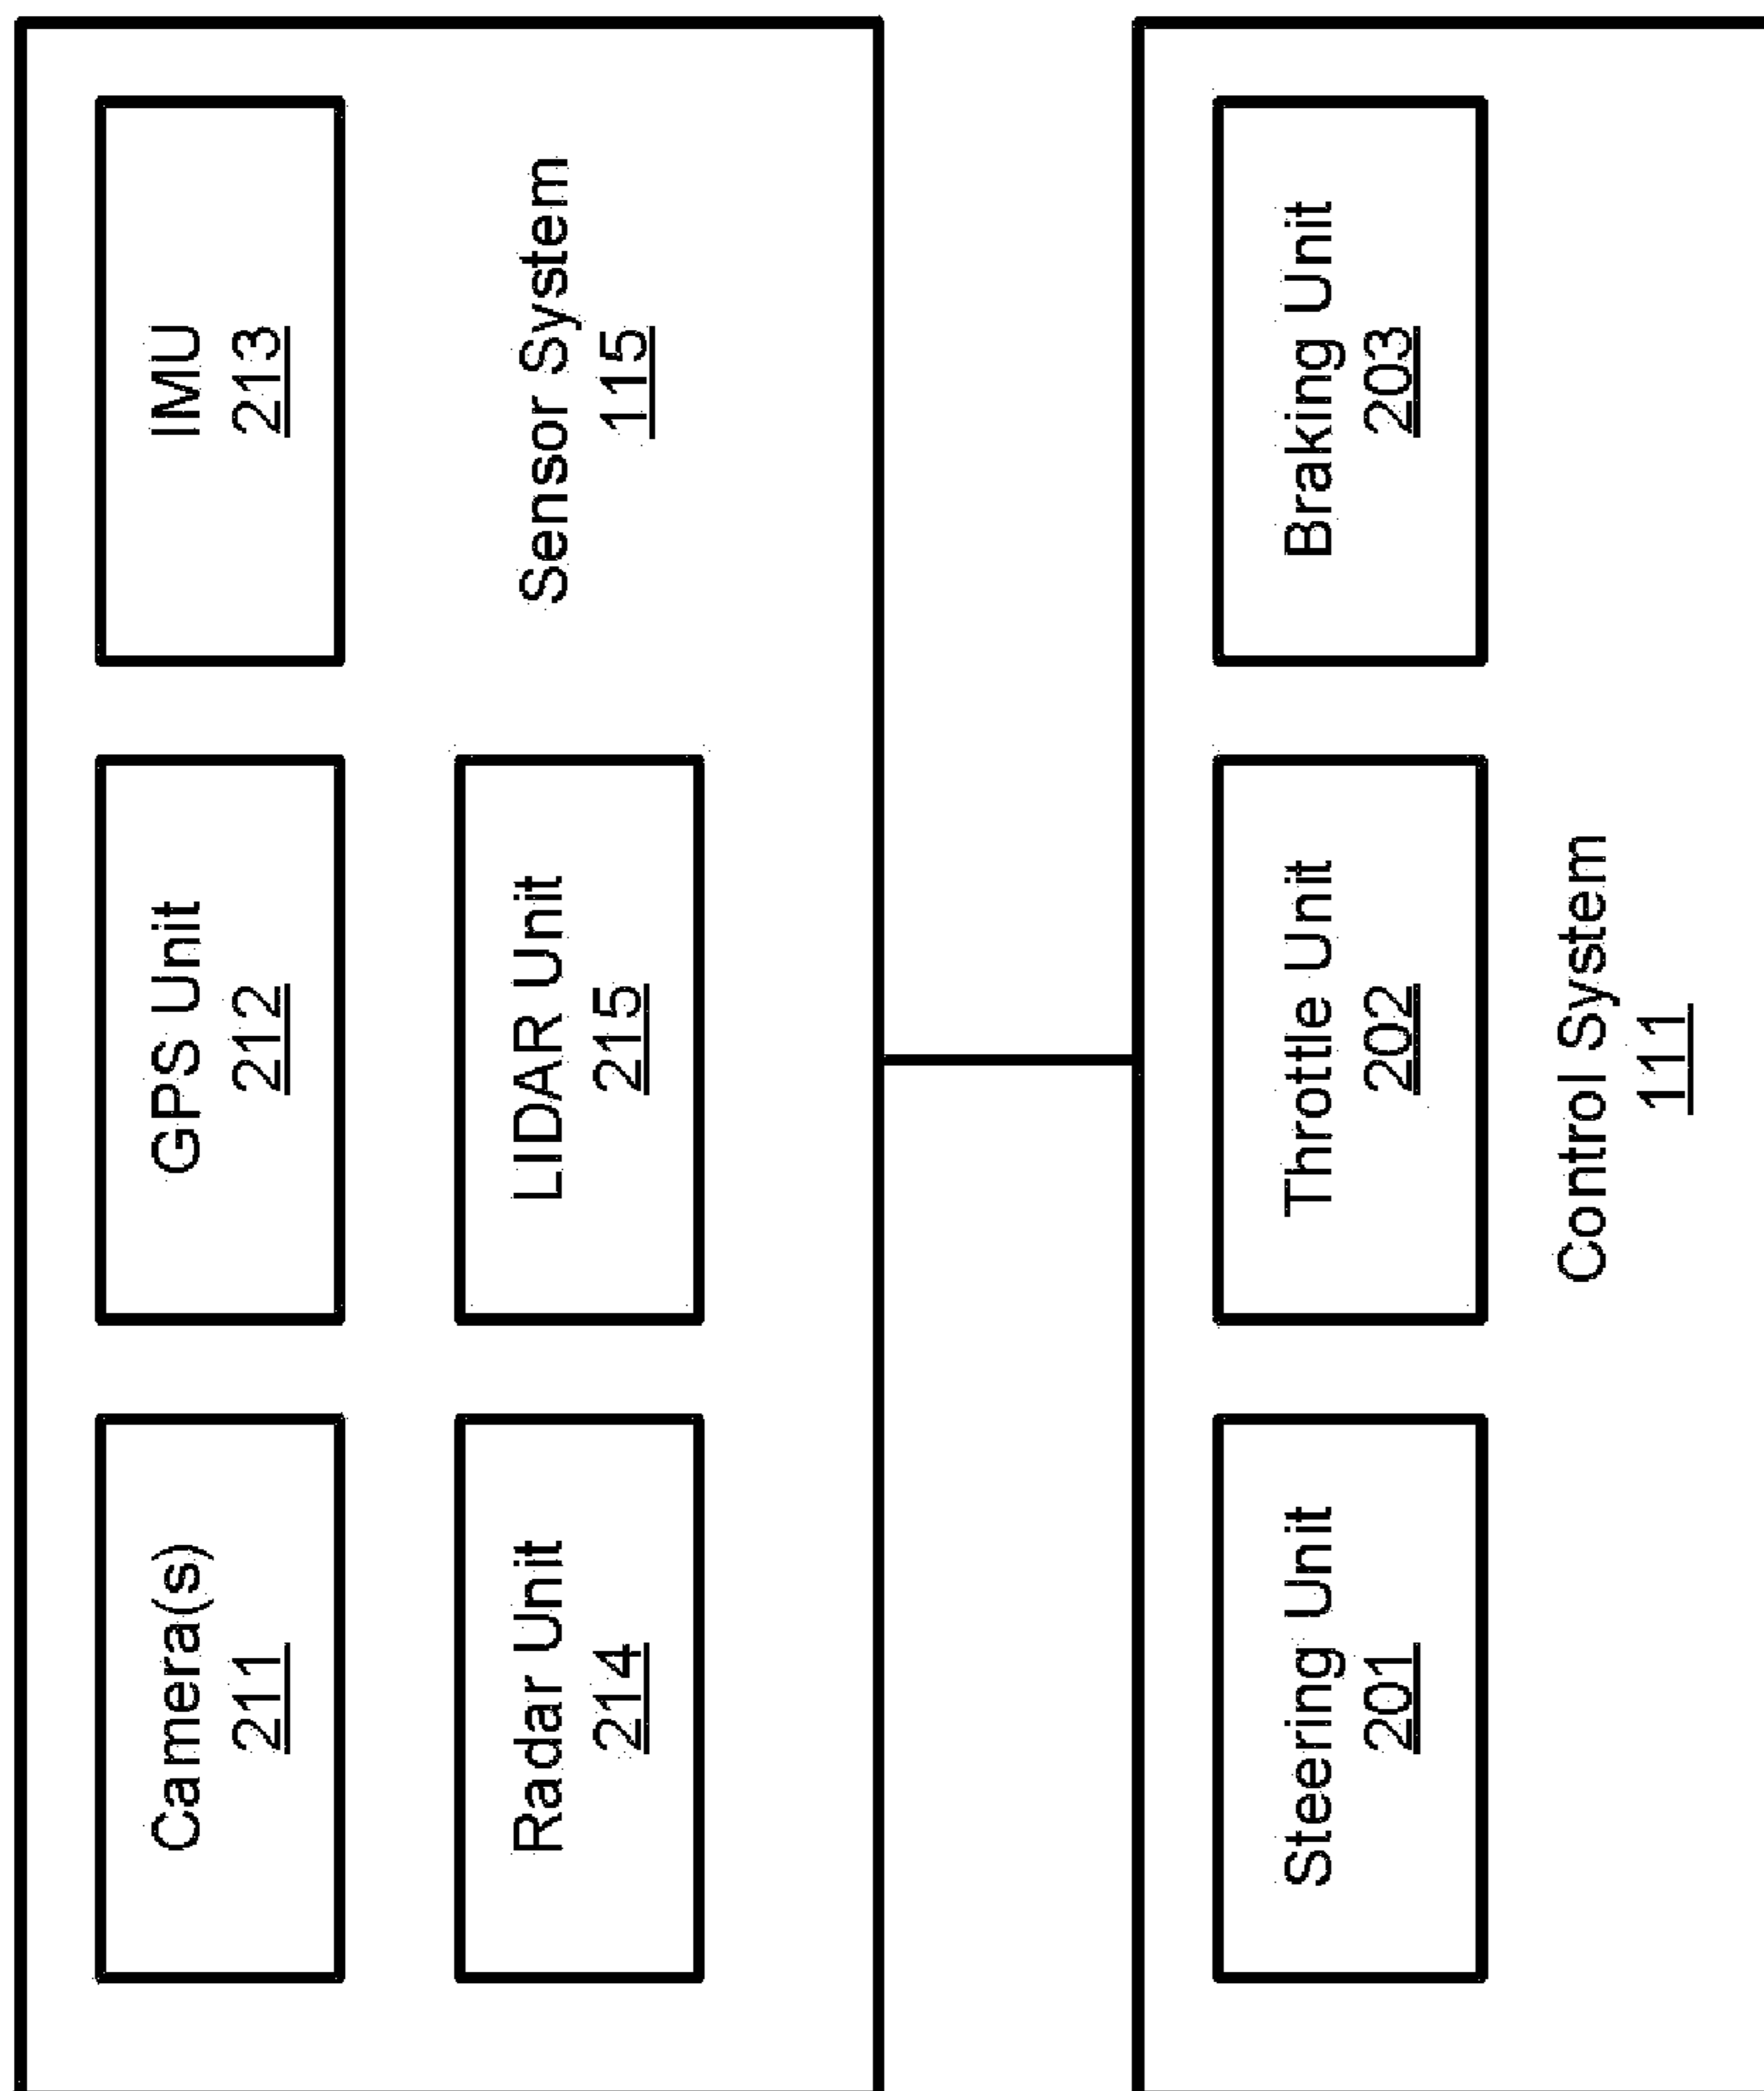 Camera(s)
211
GPS Unit
212
IMU
213
Radar Unit
214
LIDAR Unit
215
Sensor System
115
Steering Unit
201
Throttle Unit
202
Braking Unit
203
Control System
111